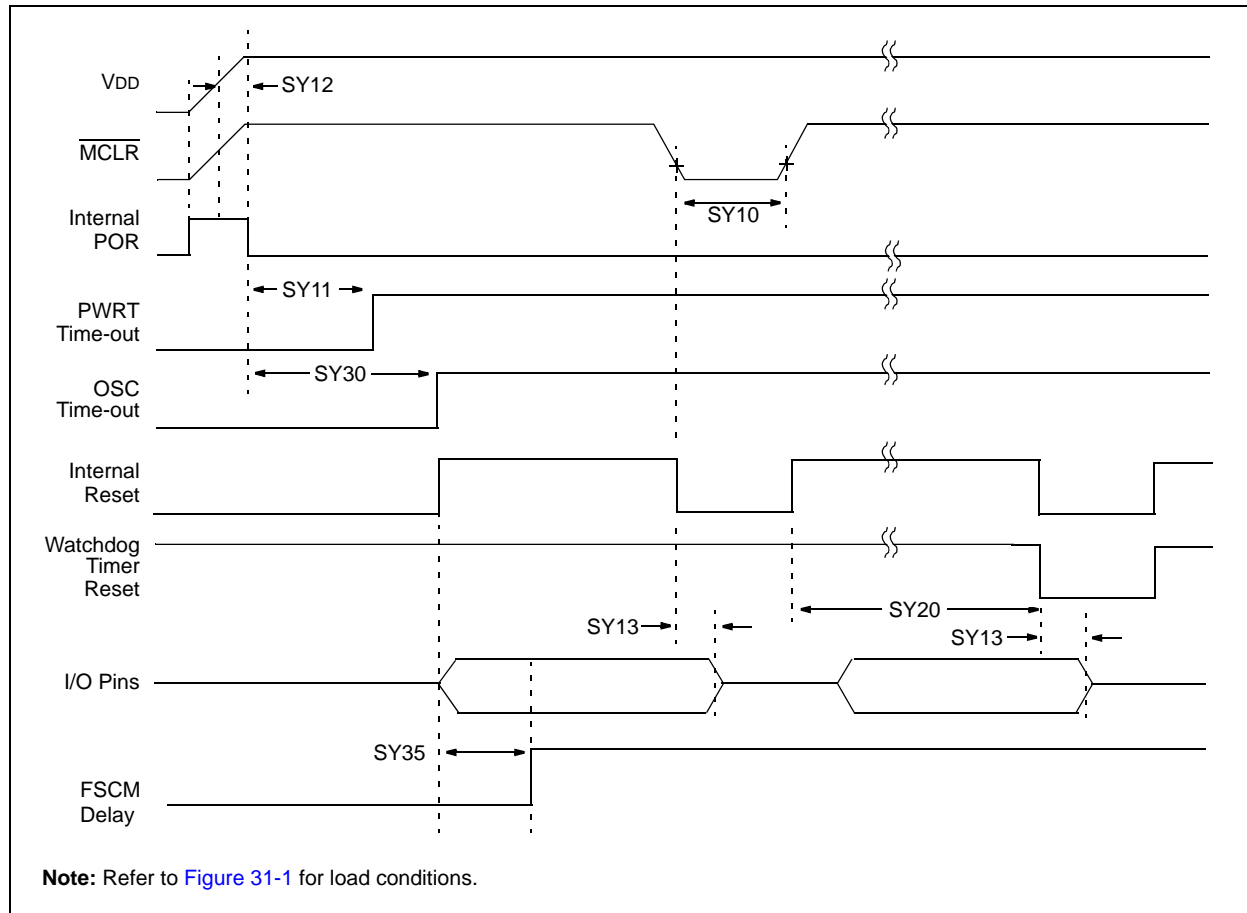 VDD
SY12
MCLR
SY10
Internal
POR
SY11
PWRT
Time-out
SY30
OSC
Time-out
Internal
Reset
Watchdog
Timer
Reset
SY20
SY13
SY13
I/O Pins
SY35
FSCM
Delay
Note: Refer to Figure 31-1 for load conditions.